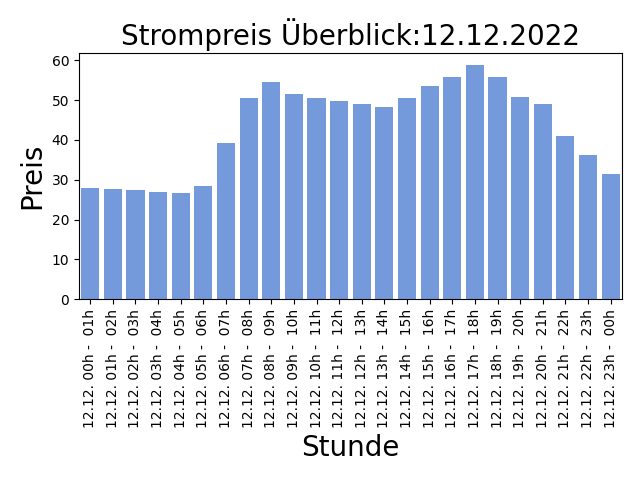 Strompreis Überblick:12.12.2022
Preis
60
50
40
30
20
10
0
12.12. 00h - 01h
12.12. 01h - 02h
12.12. 02h - 03h
12.12. 03h - 04h
12.12. 04h - 05h
12.12. 05h - 06h
12.12. 06h - 07h
12.12. 07h - 08h
12.12. 08h - 09h
12.12. 09h - 10h
12.12. 10h - 11h
12.12. 11h - 12h
12.12. 12h - 13h
12.12. 13h - 14h
12.12. 14h - 15h
12.12. 15h - 16h
12.12. 16h - 17h
12.12. 17h - 18h
12.12. 18h - 19h
12.12. 19h - 20h
12.12. 20h - 21h
12.12. 21h - 22h
12.12. 22h - 23h
12.12. 23h - 00h
Stunde